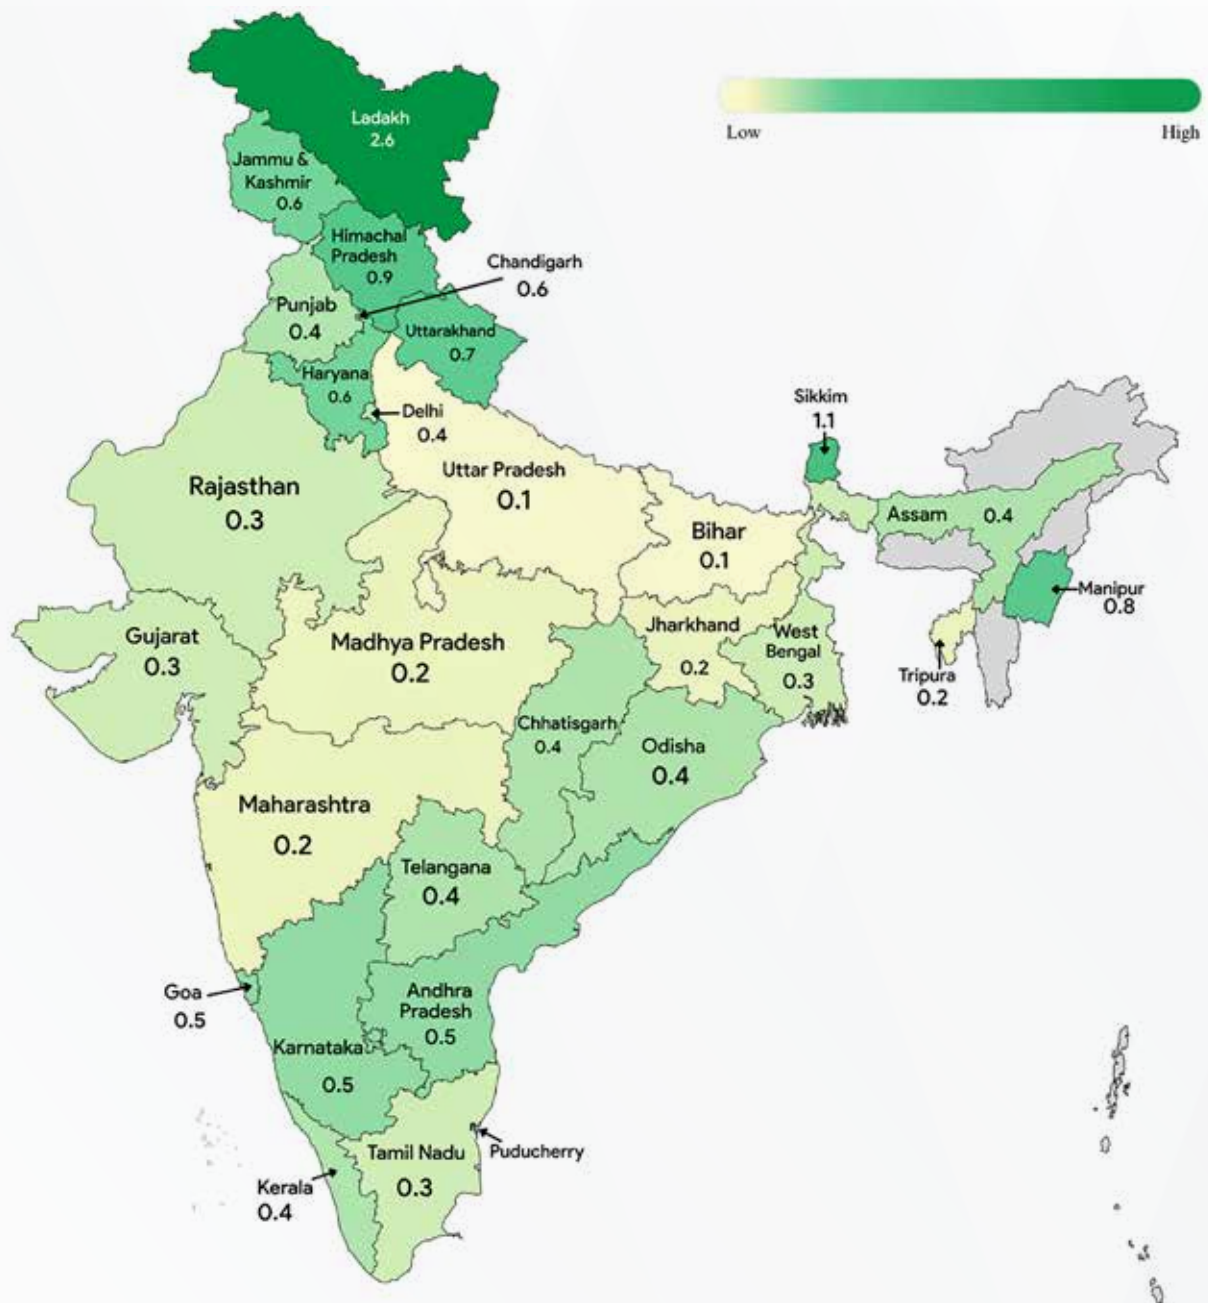 Ladakh
2.6
Low
High
Jammu &
Kashmir
0.6
Himachal
Pradesh
0.9
Chandigarh
0.6
Punjab
0.4
Uttarakhand
0.7
Haryana
0.6
Delhi
0.4
Sikkim
1.1
Uttar Pradesh
0.1
Rajasthan
0.3
Bihar
0.1
Assam 0.4
Manipur
0.8
Gujarat
0.3
Madhya Pradesh
0.2
Jharkhand
0.2
West
Bengal
0.3
Tripura
0.2
Chhatisgarh
0.4
Odisha
0.4
Maharashtra
0.2
Telangana
0.4
Goa
0.5
Andhra
Pradesh
0.5
Karnataka
0.5
Tamil Nadu
0.3
Puducherry
Kerala
0.4